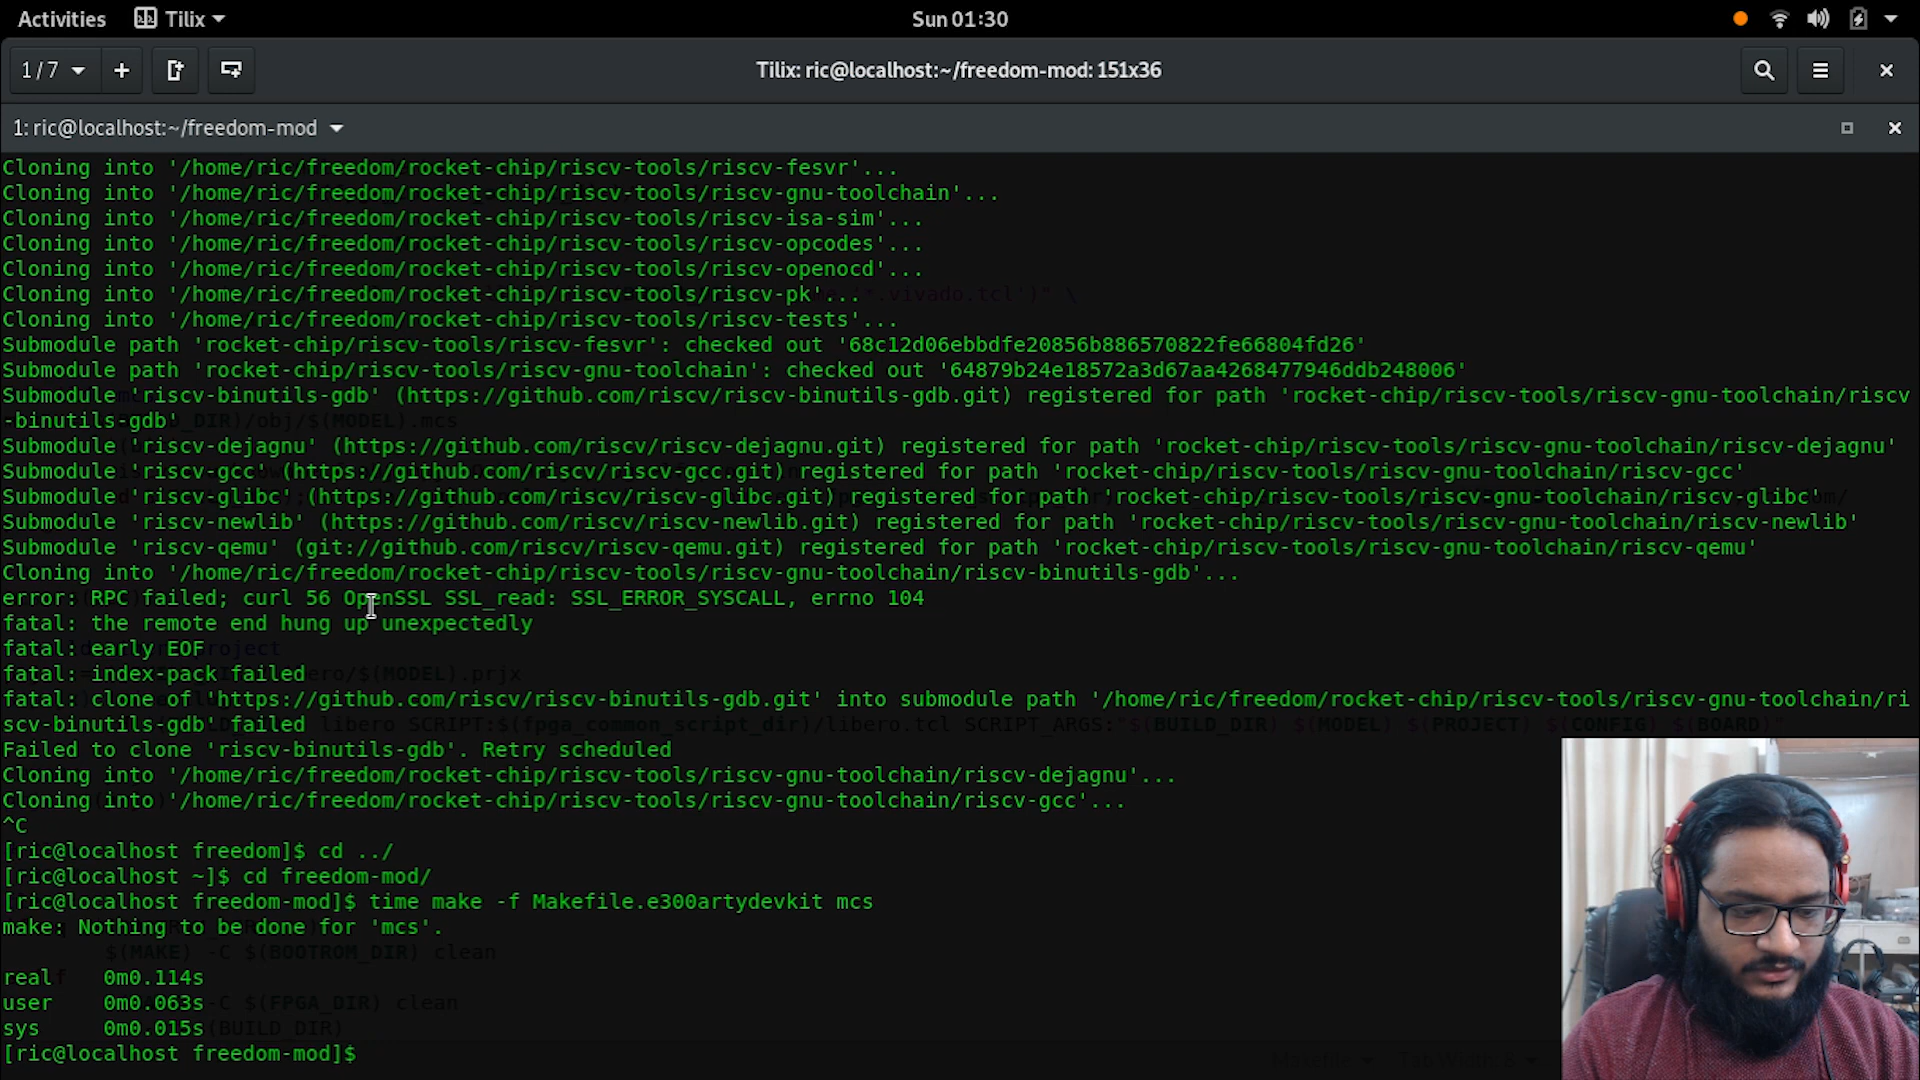 Activities Tilix Sun 01:30
1 / 7 Tilix: ric@localhost:~/freedom-mod: 151x36
1: ric@localhost:~/freedom-mod
Cloning into '/home/ric/freedom/rocket-chip/riscv-tools/riscv-fesvr'...
Cloning into '/home/ric/freedom/rocket-chip/riscv-tools/riscv-gnu-toolchain'...
Cloning into '/home/ric/freedom/rocket-chip/riscv-tools/riscv-isa-sim'...
Cloning into '/home/ric/freedom/rocket-chip/riscv-tools/riscv-opcodes'...
Cloning into '/home/ric/freedom/rocket-chip/riscv-tools/riscv-openocd'...
Cloning into '/home/ric/freedom/rocket-chip/riscv-tools/riscv-pk'...
Cloning into '/home/ric/freedom/rocket-chip/riscv-tools/riscv-tests'...
Submodule path 'rocket-chip/riscv-tools/riscv-fesvr': checked out '68c12d06ebbdfe20856b886570822fe66804fd26'
Submodule path 'rocket-chip/riscv-tools/riscv-gnu-toolchain': checked out '64879b24e18572a3d67aa4268477946ddb248006'
Submodule 'riscv-binutils-gdb' (https://github.com/riscv/riscv-binutils-gdb.git) registered for path 'rocket-chip/riscv-tools/riscv-gnu-toolchain/riscv
-binutils-gdb'
Submodule 'riscv-dejagnu' (https://github.com/riscv/riscv-dejagnu.git) registered for path 'rocket-chip/riscv-tools/riscv-gnu-toolchain/riscv-dejagnu'
Submodule 'riscv-gcc' (https://github.com/riscv/riscv-gcc.git) registered for path 'rocket-chip/riscv-tools/riscv-gnu-toolchain/riscv-gcc'
Submodule 'riscv-glibc' (https://github.com/riscv/riscv-glibc.git) registered for path 'rocket-chip/riscv-tools/riscv-gnu-toolchain/riscv-glibc'
Submodule 'riscv-newlib' (https://github.com/riscv/riscv-newlib.git) registered for path 'rocket-chip/riscv-tools/riscv-gnu-toolchain/riscv-newlib'
Submodule 'riscv-qemu' (git://github.com/riscv/riscv-qemu.git) registered for path 'rocket-chip/riscv-tools/riscv-gnu-toolchain/riscv-qemu'
Cloning into '/home/ric/freedom/rocket-chip/riscv-tools/riscv-gnu-toolchain/riscv-binutils-gdb'...
error: RPC failed; curl 56 OpenSSL SSL_read: SSL_ERROR_SYSCALL, errno 104
fatal: the remote end hung up unexpectedly
fatal: early EOF
fatal: index-pack failed
fatal: clone of 'https://github.com/riscv/riscv-binutils-gdb.git' into submodule path '/home/ric/freedom/rocket-chip/riscv-tools/riscv-gnu-toolchain/ri
scv-binutils-gdb' failed
Failed to clone 'riscv-binutils-gdb'. Retry scheduled
Cloning into '/home/ric/freedom/rocket-chip/riscv-tools/riscv-gnu-toolchain/riscv-dejagnu'...
Cloning into '/home/ric/freedom/rocket-chip/riscv-tools/riscv-gnu-toolchain/riscv-gcc'...
^C
[ric@localhost freedom]$ cd ../
[ric@localhost ~]$ cd freedom-mod/
[ric@localhost freedom-mod]$ time make -f Makefile.e300artydevkit mcs
make: Nothing to be done for 'mcs'.
$(MAKE) -C $(BOOTROM_DIR) clean
real 0m0.114s
user 0m0.063s
sys 0m0.015s
[ric@localhost freedom-mod]$